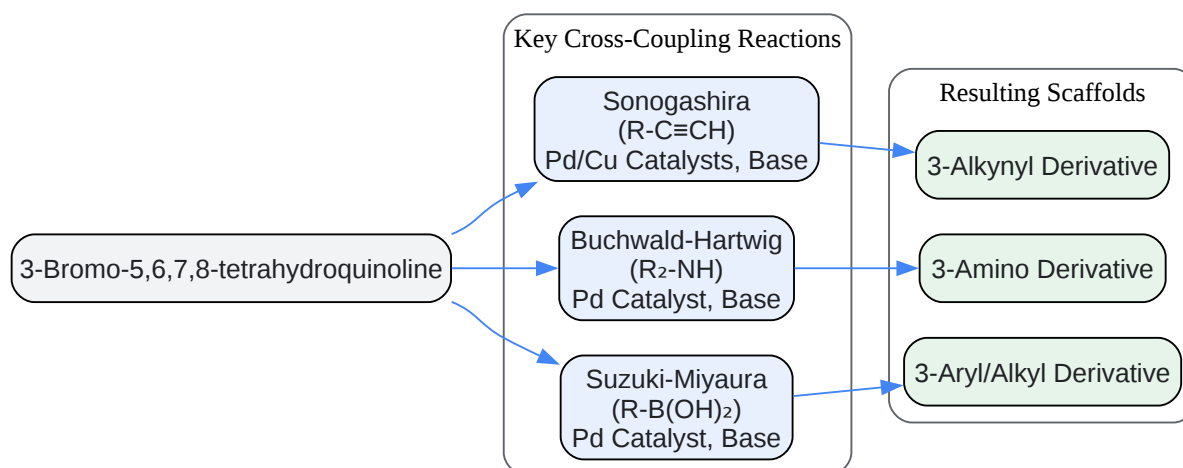 Key Cross-Coupling Reactions
Resulting Scaffolds
Sonogashira
(R-C≡CH)
Pd/Cu Catalysts, Base
3-Alkynyl Derivative
3-Bromo-5,6,7,8-tetrahydroquinoline
Buchwald-Hartwig
(R₂-NH)
Pd Catalyst, Base
3-Amino Derivative
Suzuki-Miyaura
(R-B(OH)₂)
Pd Catalyst, Base
3-Aryl/Alkyl Derivative